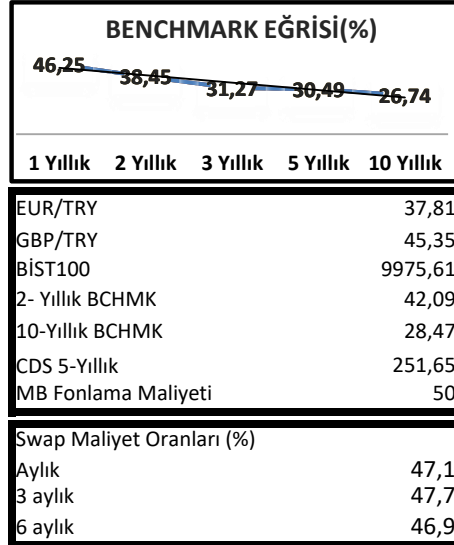 BENCHMARK EĞRİSİ(%)
46,25 38,45 31,27 30,49 26,74
1 Yıllık 2 Yıllık 3 Yıllık 5 Yıllık 10 Yıllık
EUR/TRY 37,81
GBP/TRY 45,35
BİST100 9975,61
2- Yıllık BCHMK 42,09
10-Yıllık BCHMK 28,47
CDS 5-Yıllık 251,65
MB Fonlama Maliyeti 50
Swap Maliyet Oranları (%)
Aylık 47,1
3 aylık 47,7
6 aylık 46,9